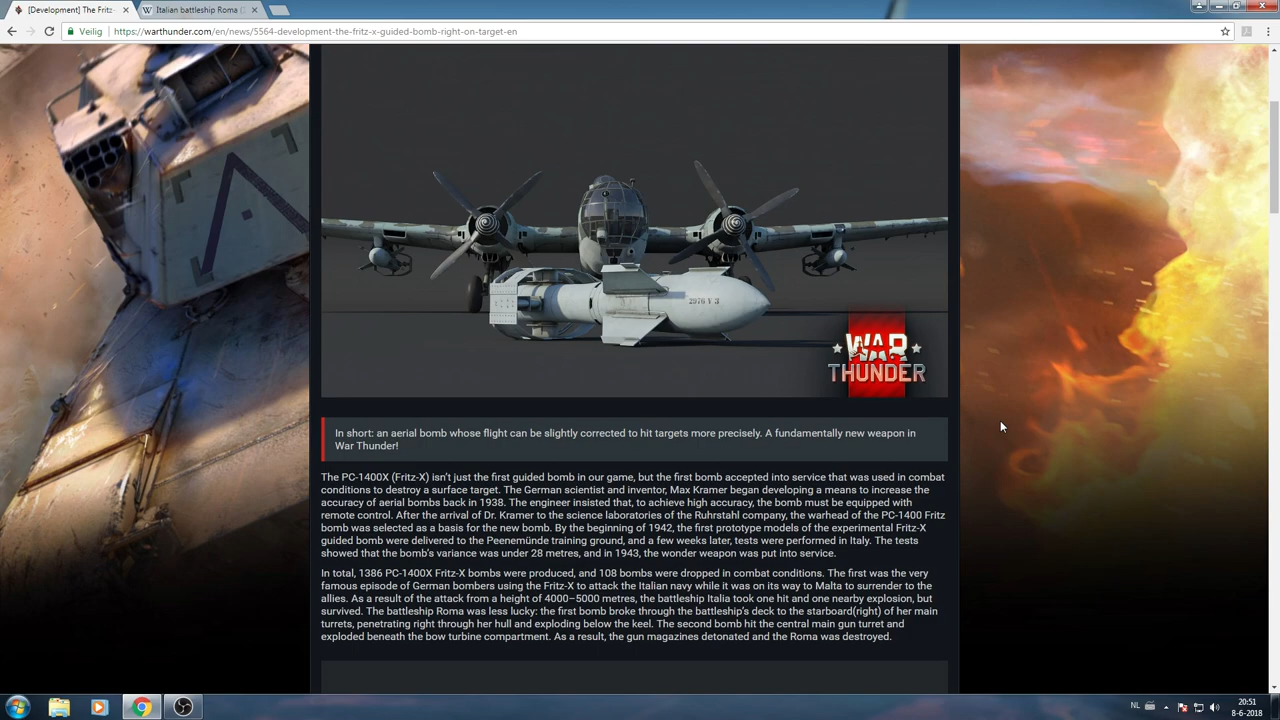 [Development] The Fritz-
Italian battleship Roma (
Veilig
https://warthunder.com/en/news/5564-development-the-fritz-x-guided-bomb-right-on-target-en
2976 V 3
WAR
THUNDER
In short: an aerial bomb whose flight can be slightly corrected to hit targets more precisely. A fundamentally new weapon in
War Thunder!
The PC-1400X (Fritz-X) isn't just the first guided bomb in our game, but the first bomb accepted into service that was used in combat
conditions to destroy a surface target. The German scientist and inventor, Max Kramer began developing a means to increase the
accuracy of aerial bombs back in 1938. The engineer insisted that, to achieve high accuracy, the bomb must be equipped with
remote control. After the arrival of Dr. Kramer to the science laboratories of the Ruhrstahl company, the warhead of the PC-1400 Fritz
bomb was selected as a basis for the new bomb. By the beginning of 1942, the first prototype models of the experimental Fritz-X
guided bomb were delivered to the Peenemünde training ground, and a few weeks later, tests were performed in Italy. The tests
showed that the bomb's variance was under 28 metres, and in 1943, the wonder weapon was put into service.
In total, 1386 PC-1400X Fritz-X bombs were produced, and 108 bombs were dropped in combat conditions. The first was the very
famous episode of German bombers using the Fritz-X to attack the Italian navy while it was on its way to Malta to surrender to the
allies. As a result of the attack from a height of 4000–5000 metres, the battleship Italia took one hit and one nearby explosion, but
survived. The battleship Roma was less lucky: the first bomb broke through the battleship's deck to the starboard(right) of her main
turrets, penetrating right through her hull and exploding below the keel. The second bomb hit the central main gun turret and
exploded beneath the bow turbine compartment. As a result, the gun magazines detonated and the Roma was destroyed.
NL
20:51
8-6-2018